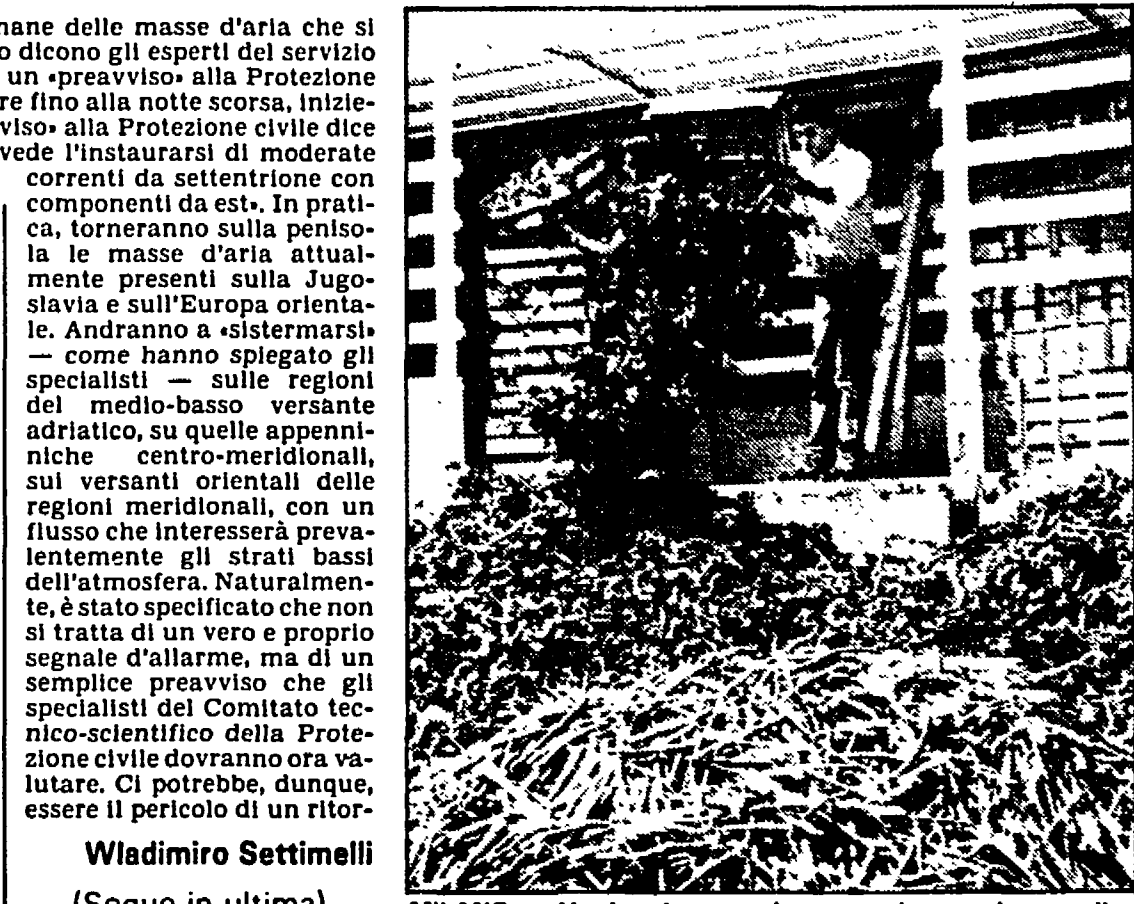 mane delle masse d'aria che si
o dicono gli esperti del servizio
un «preavviso» alla Protezione
re fino alla notte scorsa, inizie-
viso» alla Protezione civile dice
vede l'instaurarsi di moderate
correnti da settentrione con
componenti da est». In prati-
ca, torneranno sulla peniso-
la le masse d'aria attual-
mente presenti sulla Jugo-
slavia e sull'Europa orienta-
le. Andranno a «sistermarsi»
— come hanno spiegato gli
specialisti — sulle regioni
del medio-basso versante
adriatico, su quelle appenni-
niche centro-meridionali,
sui versanti orientali delle
regioni meridionali, con un
flusso che interesserà preva-
lentemente gli strati bassi
dell'atmosfera. Naturalmen-
te, è stato specificato che non
si tratta di un vero e proprio
segnale d'allarme, ma di un
semplice preavviso che gli
specialisti del Comitato tec-
nico-scientifico della Prote-
zione civile dovranno ora va-
lutare. Ci potrebbe, dunque,
essere il pericolo di un ritor-
Wladimiro Settimelli
(Segue in ultima)